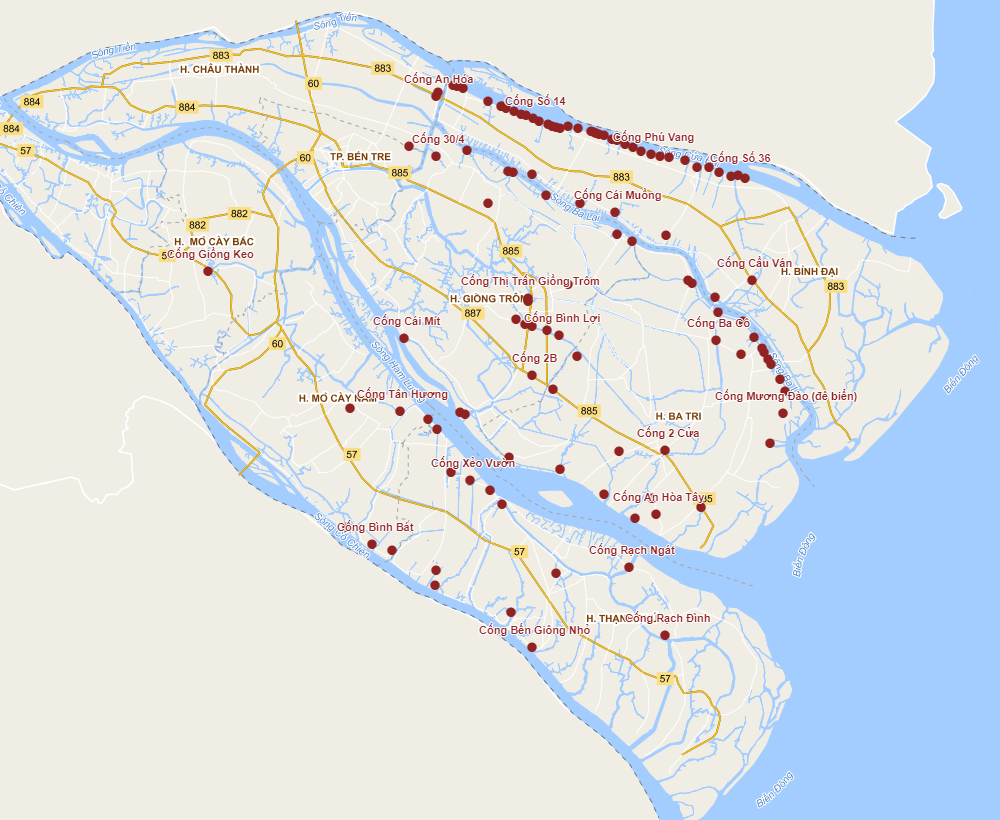 Sông Tiền
Sông Tiền
883
H. CHÂU THÀNH
883
Cống An Hóa
60
884
884
Cống Số 14
884
Cống 30/4
Cống Phú Vang
57
60
TP. BẾN TRE
Cống Số 36
885
883
Cống Cái Muồng
Sông Ba Lai
882
882
H. MỎ CÀY BẮC
Cống Giồng Keo
885
Cống Cầu Ván
H. BÌNH ĐẠI
883
Cống Thị Trấn Giồng Trôm
H. GIỒNG TRÔM
887
Cống Cái Mít
Cống Bình Lợi
Cống Ba Cô
60
Sông Hàm Luông
Cống 2B
Biển Đông
Cống Tân Hương
Cống Mương Đào (đê biển)
885
H. BA TRI
Cống 2 Cửa
57
Cống Xẻo Vườn
Cống An Hòa Tây
Cống Bình Bát
Sông Cổ Chiên
57
Cống Rạch Ngát
Biển Đông
Cống Rạch Đình
Cống Bến Giông Nhỏ
57
Biển Đông